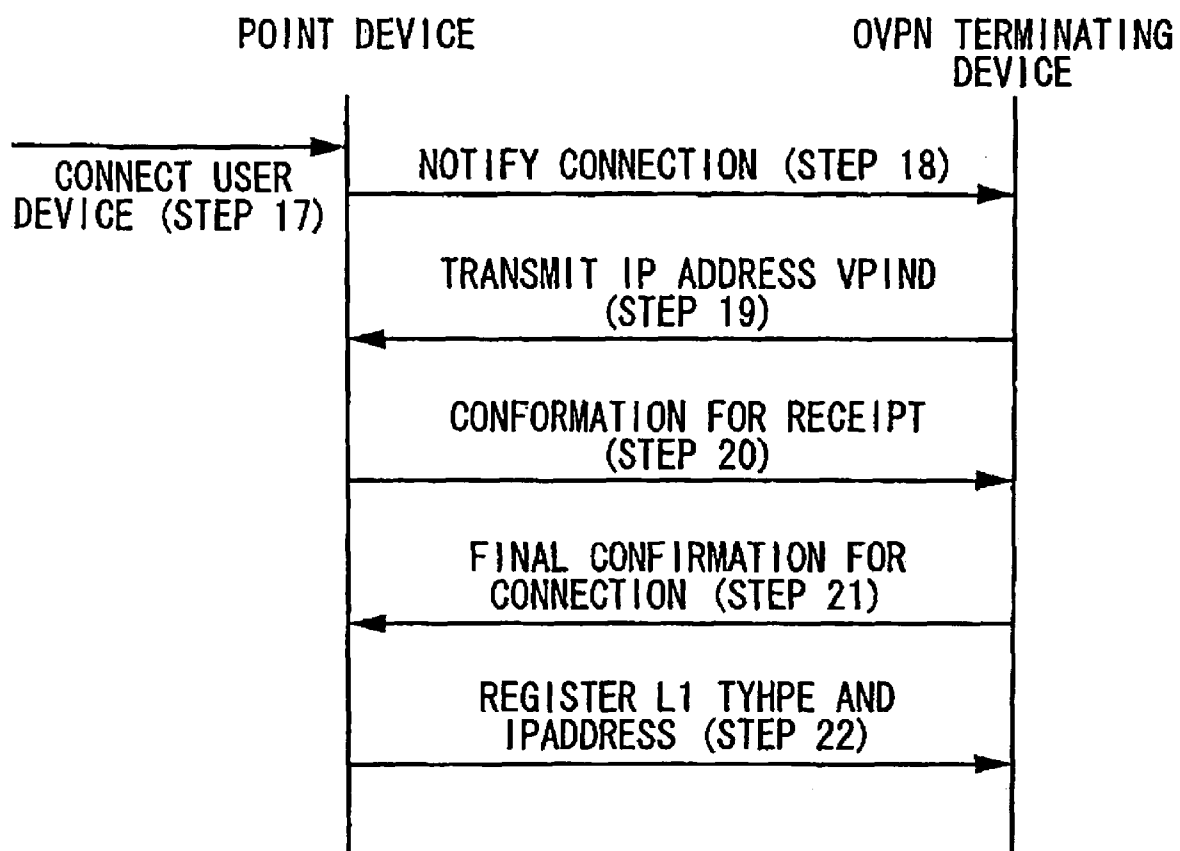 POINT DEVICE
OVPN TERMINATING
DEVICE
CONNECT USER
DEVICE (STEP 17)
NOTIFY CONNECTION (STEP 18)
TRANSMIT IP ADDRESS VPIND
(STEP 19)
CONFORMATION FOR RECEIPT
(STEP 20)
FINAL CONFIRMATION FOR
CONNECTION (STEP 21)
REGISTER L1 TYHPE AND
IPADDRESS (STEP 22)